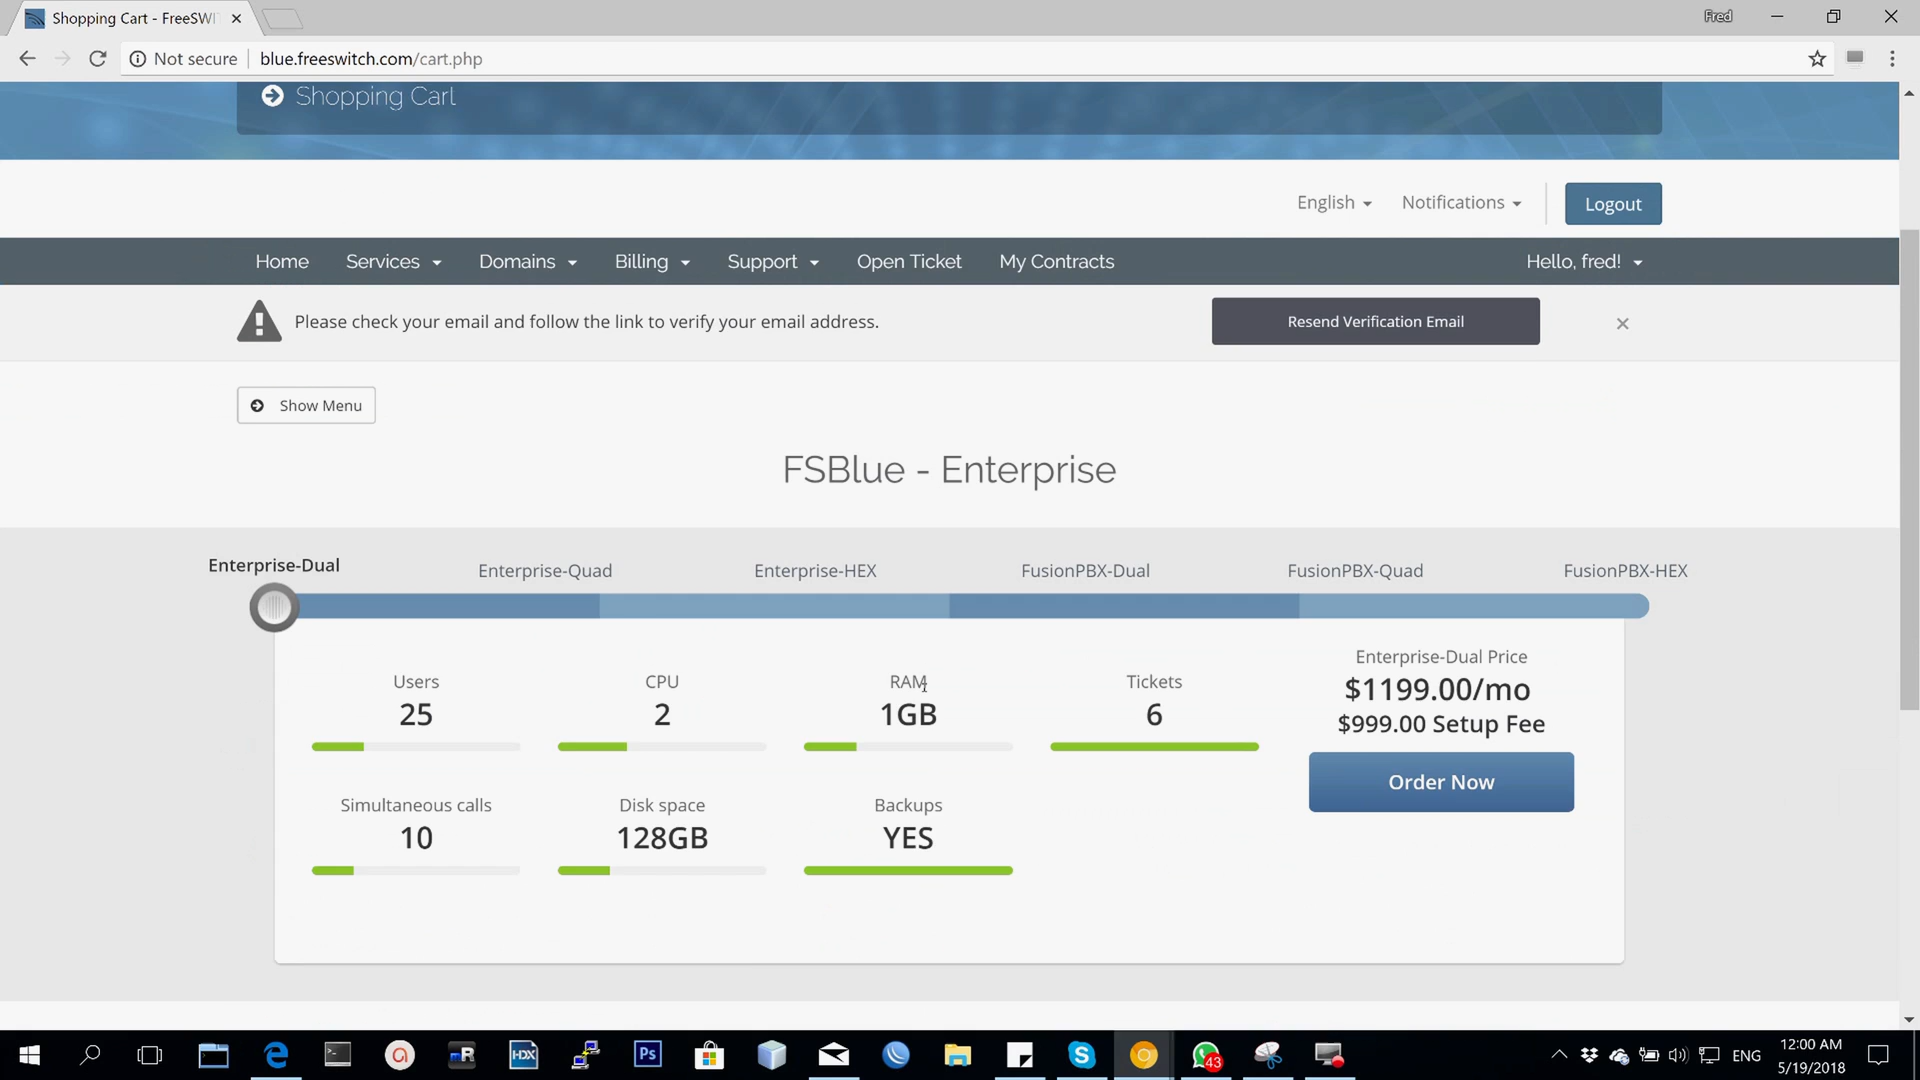 Shopping Cart - FreeSWI
Fred
Not secure
blue.freeswitch.com/cart.php
Shopping Cart
English
Notifications
Logout
Home
Services
Domains
Billing
Support
Open Ticket
My Contracts
Hello, fred!
Please check your email and follow the link to verify your email address.
Resend Verification Email
Show Menu
FSBlue - Enterprise
Enterprise-Dual
Enterprise-Quad
Enterprise-HEX
FusionPBX-Dual
FusionPBX-Quad
FusionPBX-HEX
Users
25
CPU
2
RAM
1GB
Tickets
6
Enterprise-Dual Price
$1199.00/mo
$999.00 Setup Fee
Order Now
Simultaneous calls
10
Disk space
128GB
Backups
YES
mR
HDX
Ps
43
ENG
12:00 AM
5/19/2018